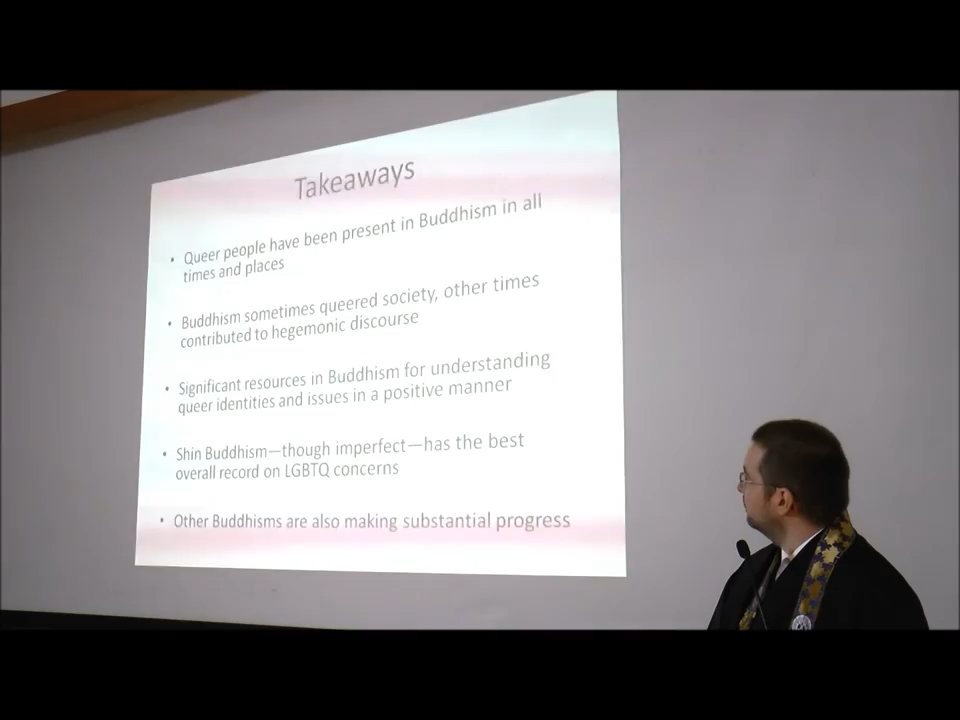 Takeaways
• Queer people have been present in Buddhism in all
times and places
• Buddhism sometimes queered society, other times
contributed to hegemonic discourse
• Significant resources in Buddhism for understanding
queer identities and issues in a positive manner
• Shin Buddhism—though imperfect—has the best
overall record on LGBTQ concerns
• Other Buddhisms are also making substantial progress